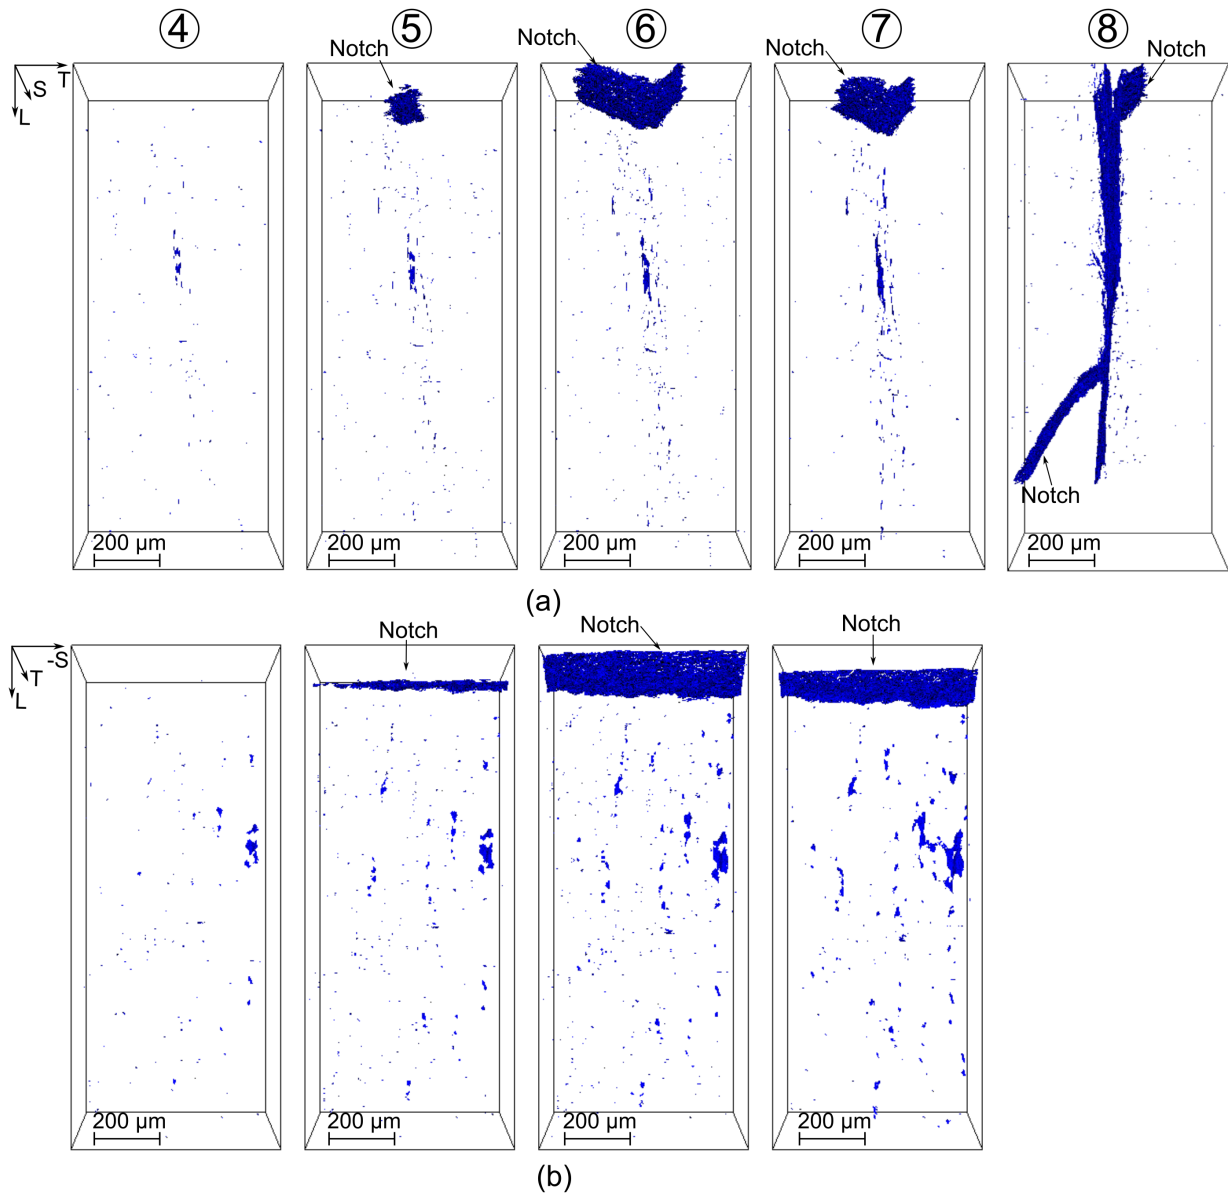 ④ ⑤ ⑥ ⑦ ⑧
Notch Notch Notch Notch
T
S
L
Notch
200 µm 200 µm 200 µm 200 µm 200 µm
(a)
Notch Notch Notch
-S
T
L
200 µm 200 µm 200 µm 200 µm
(b)